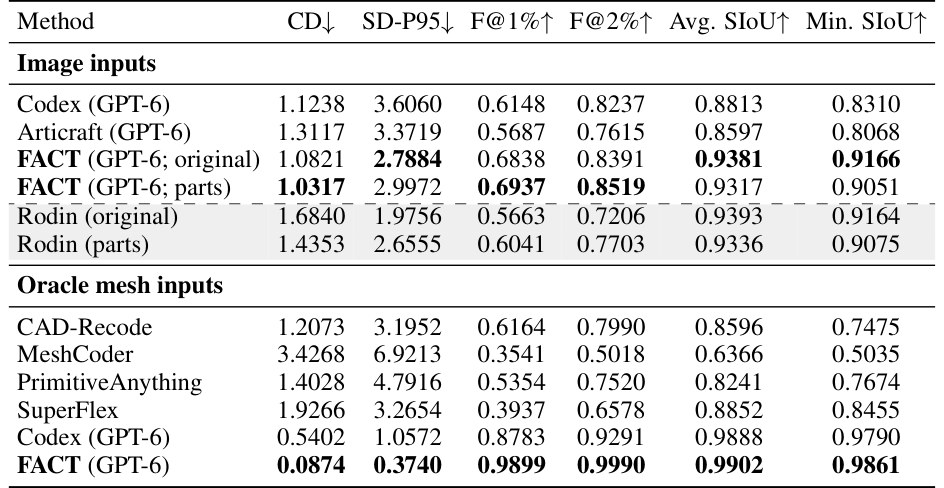 Method CD↓ SD-P95↓ F@1%↑ F@2%↑ Avg. SIoU↑ Min. SIoU↑
Image inputs
Codex (GPT-6) 1.1238 3.6060 0.6148 0.8237 0.8813 0.8310
Articraft (GPT-6) 1.3117 3.3719 0.5687 0.7615 0.8597 0.8068
FACT (GPT-6; original) 1.0821 2.7884 0.6838 0.8391 0.9381 0.9166
FACT (GPT-6; parts) 1.0317 2.9972 0.6937 0.8519 0.9317 0.9051
Rodin (original) 1.6840 1.9756 0.5663 0.7206 0.9393 0.9164
Rodin (parts) 1.4353 2.6555 0.6041 0.7703 0.9336 0.9075
Oracle mesh inputs
CAD-Recode 1.2073 3.1952 0.6164 0.7990 0.8596 0.7475
MeshCoder 3.4268 6.9213 0.3541 0.5018 0.6366 0.5035
PrimitiveAnything 1.4028 4.7916 0.5354 0.7520 0.8241 0.7674
SuperFlex 1.9266 3.2654 0.3937 0.6578 0.8852 0.8455
Codex (GPT-6) 0.5402 1.0572 0.8783 0.9291 0.9888 0.9790
FACT (GPT-6) 0.0874 0.3740 0.9899 0.9990 0.9902 0.9861